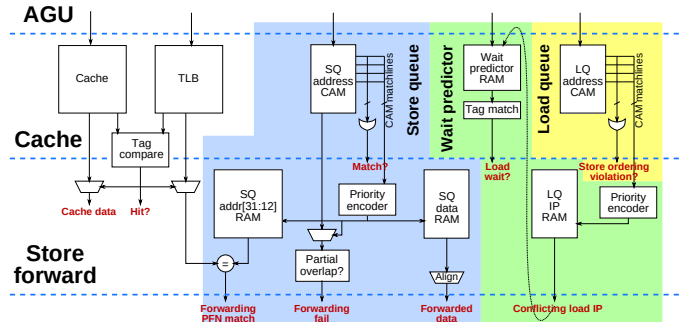 AGU
Cache
TLB
SQ
address
CAM
CAM matchlines
Store queue
Wait predictor
Wait
predictor
RAM
Tag match
Load queue
LQ
address
CAM
CAM matchlines
Cache
Tag
compare
Match?
Load
wait?
Store ordering
violation?
Cache data
Hit?
SQ
addr[31:12]
RAM
Priority
encoder
SQ
data
RAM
LQ
IP
RAM
Priority
encoder
Store
forward
=
Partial
overlap?
Align
Forwarding
PFN match
Forwarding
fail
Forwarded
data
Conflicting load IP